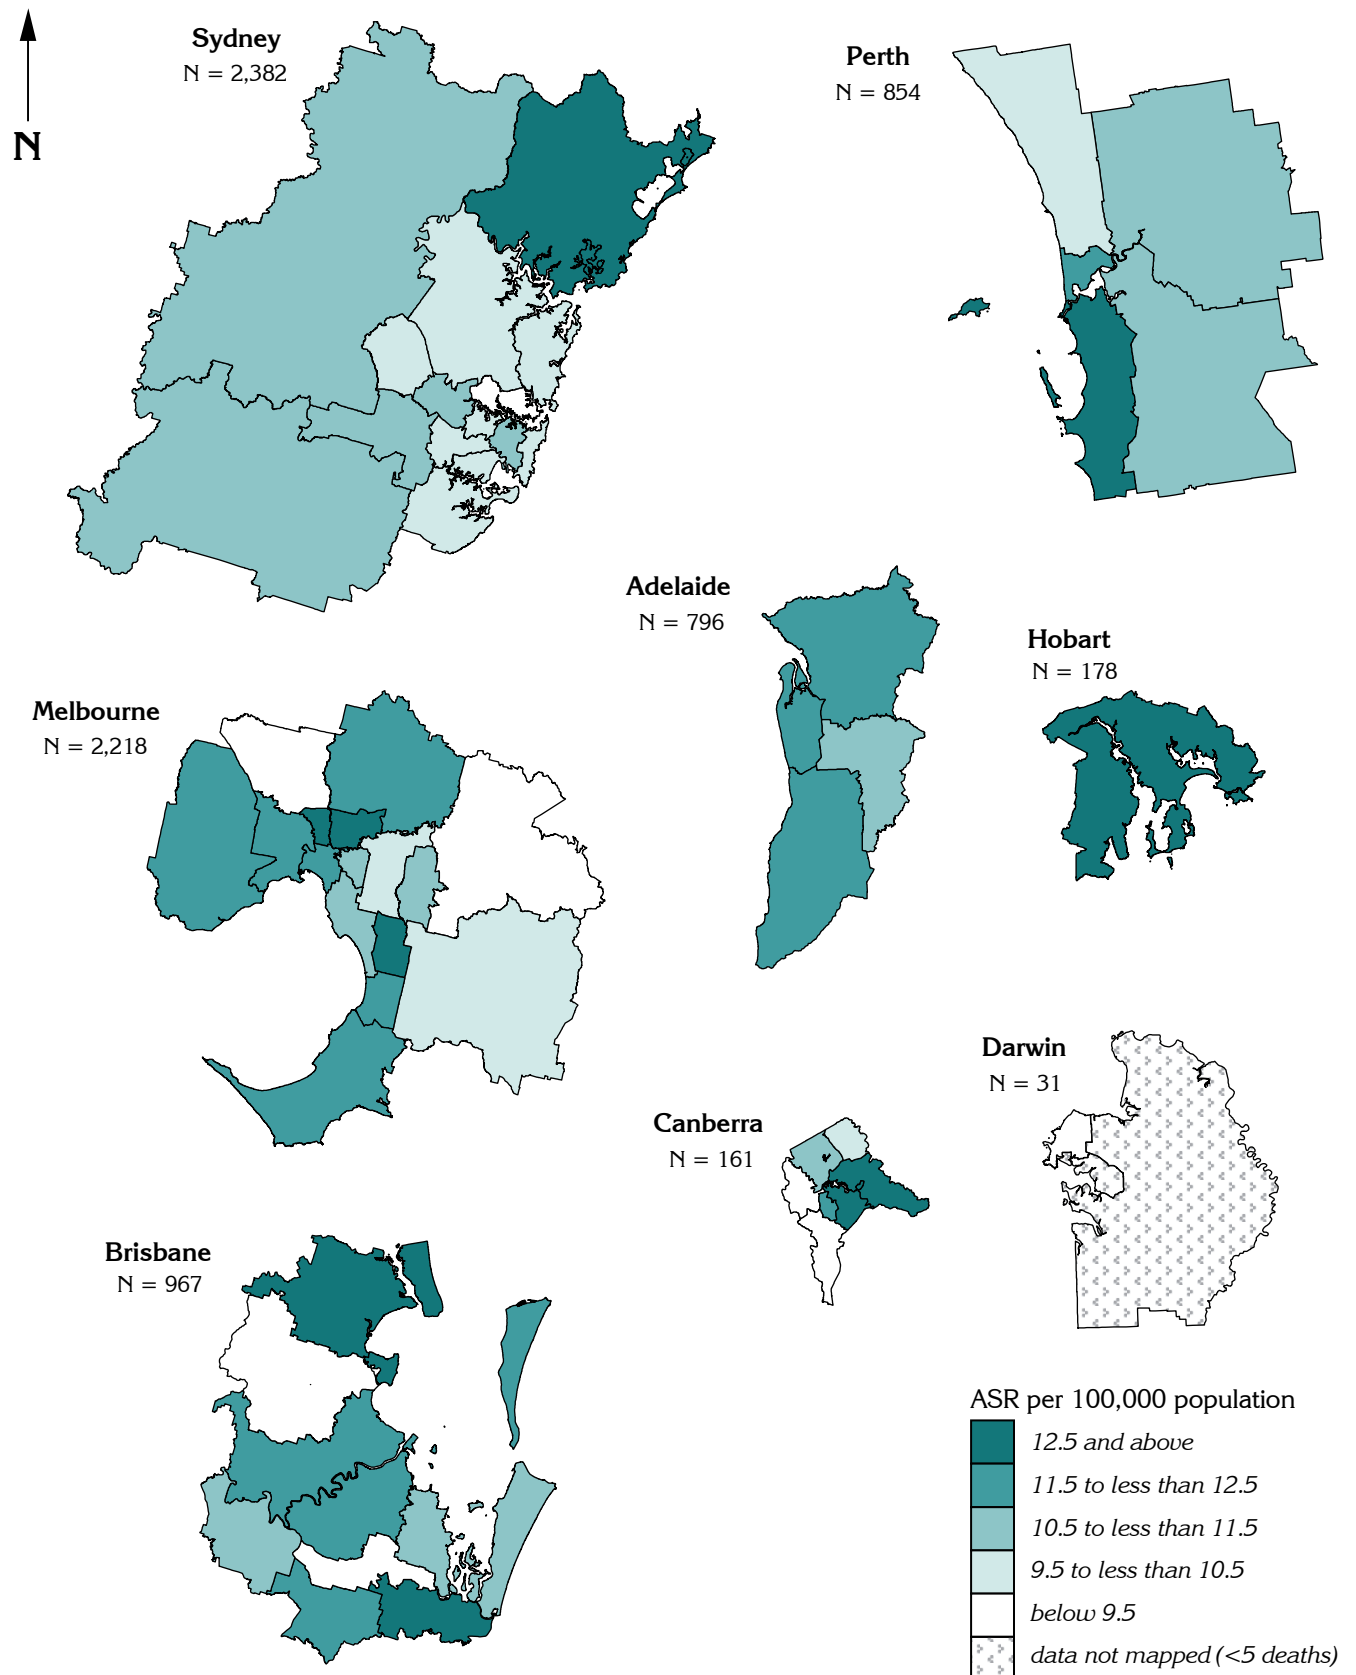 Sydney
N = 2,382
Perth
N = 854
N
Adelaide
N = 796
Hobart
N = 178
Melbourne
N = 2,218
Darwin
N = 31
Canberra
N = 161
Brisbane
N = 967
ASR per 100,000 population
12.5 and above
11.5 to less than 12.5
10.5 to less than 11.5
9.5 to less than 10.5
below 9.5
data not mapped (<5 deaths)